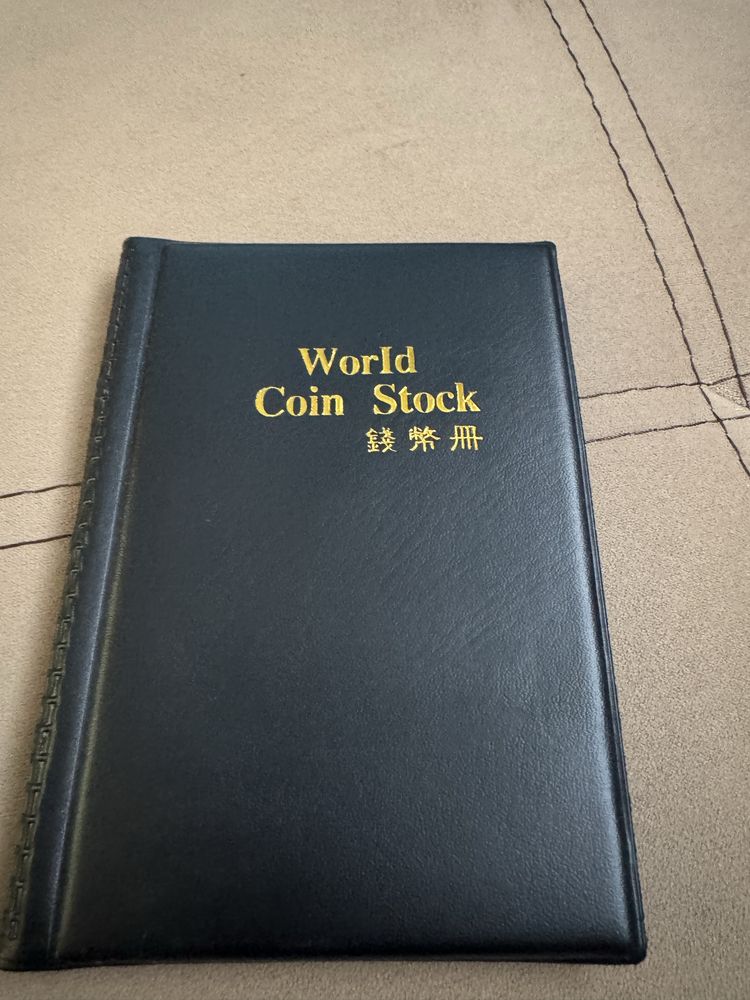 World
Coin Stock
錢幣冊